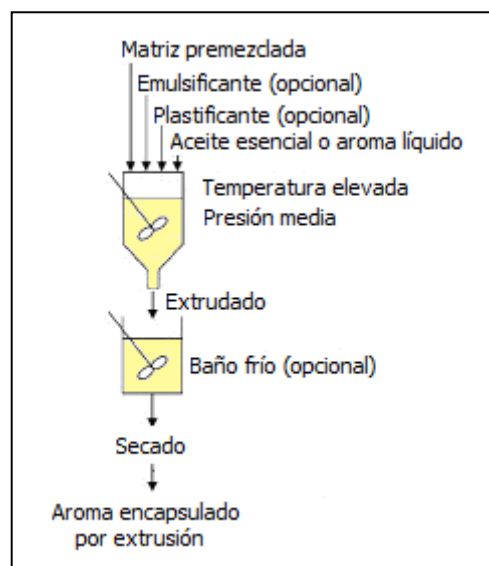 Matriz premezclada
Emulsificante (opcional)
Plastificante (opcional)
Aceite esencial o aroma líquido
Temperatura elevada
Presión media
Extrudado
Baño frío (opcional)
Secado
Aroma encapsulado
por extrusión